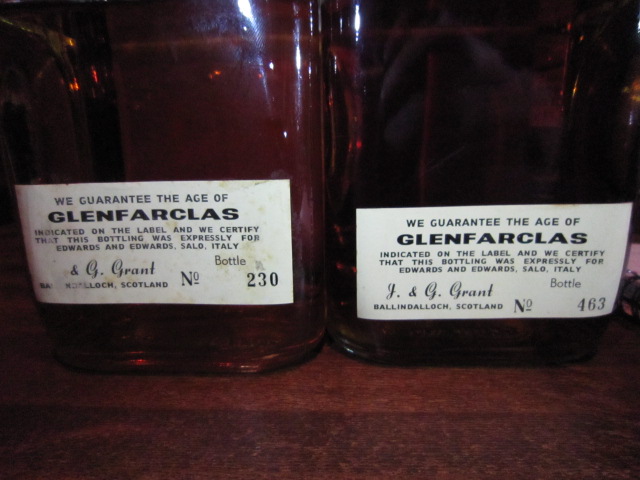 WE GUARANTEE THE AGE OF
GLENFARCLAS
INDICATED ON THE LABEL AND WE CERTIFY
THAT THIS BOTTLING WAS EXPRESSLY FOR
EDWARDS AND EDWARDS, SALO, ITALY
Bottle
& G. Grant Nº 230
BALLINDALLOCH, SCOTLAND
WE GUARANTEE THE AGE OF
GLENFARCLAS
INDICATED ON THE LABEL AND WE CERTIFY
THAT THIS BOTTLING WAS EXPRESSLY FOR
EDWARDS AND EDWARDS, SALO, ITALY
Bottle
J. & G. Grant Nº 463
BALLINDALLOCH, SCOTLAND